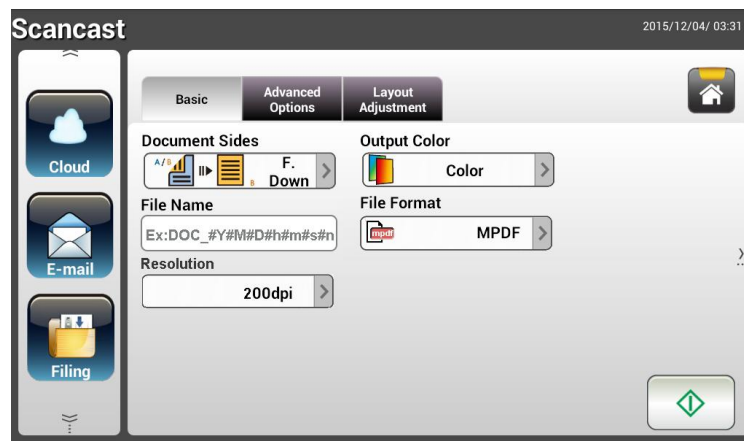 Scancast
2015/12/04/ 03:31
Cloud
E-mail
Filing
Basic
Advanced
Options
Layout
Adjustment
Document Sides
A/B
B
F.
Down
Output Color
Color
File Name
Ex:DOC_#Y#M#D#h#m#s#n
File Format
mpdf
MPDF
Resolution
200dpi